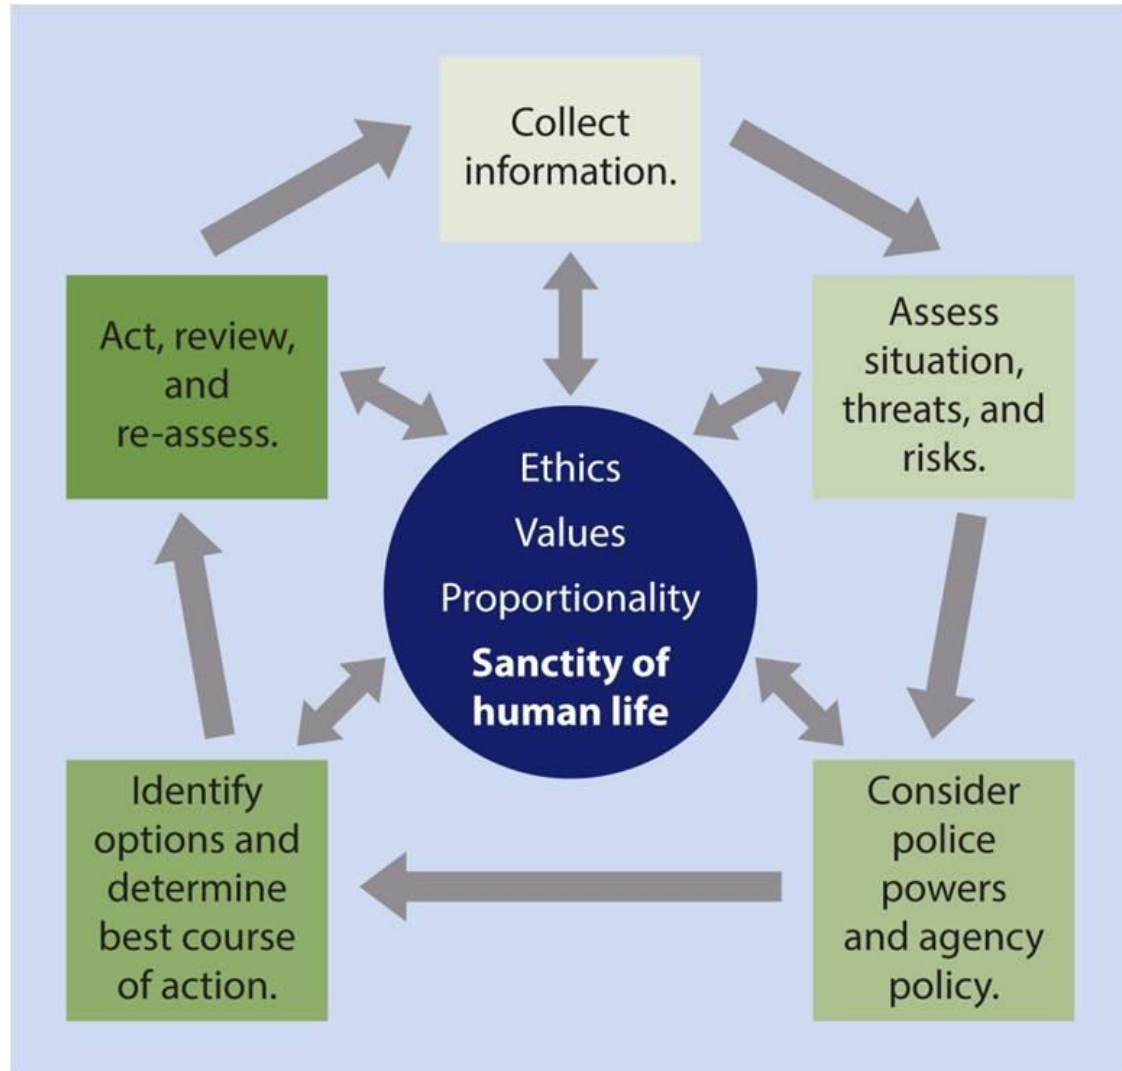 Collect
information.
Assess
situation,
threats, and
risks.
Consider
police
powers
and agency
policy.
Identify
options and
determine
best course
of action.
Act, review,
and
re-assess.
Ethics
Values
Proportionality
Sanctity of
human life